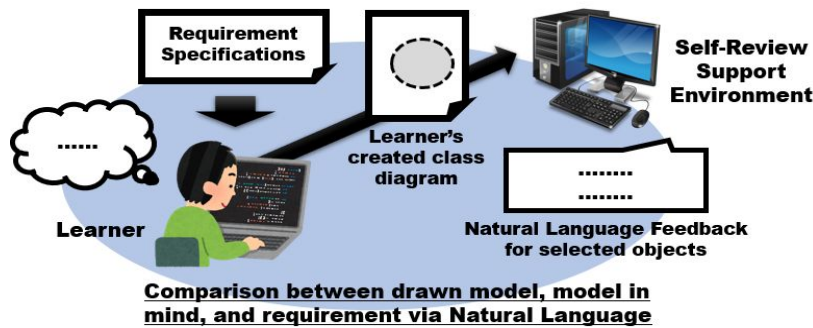 Requirement
Specifications
Self-Review
Support
Environment
......
Learner's
created class
diagram
........
........
Learner
Natural Language Feedback
for selected objects
Comparison between drawn model, model in
mind, and requirement via Natural Language